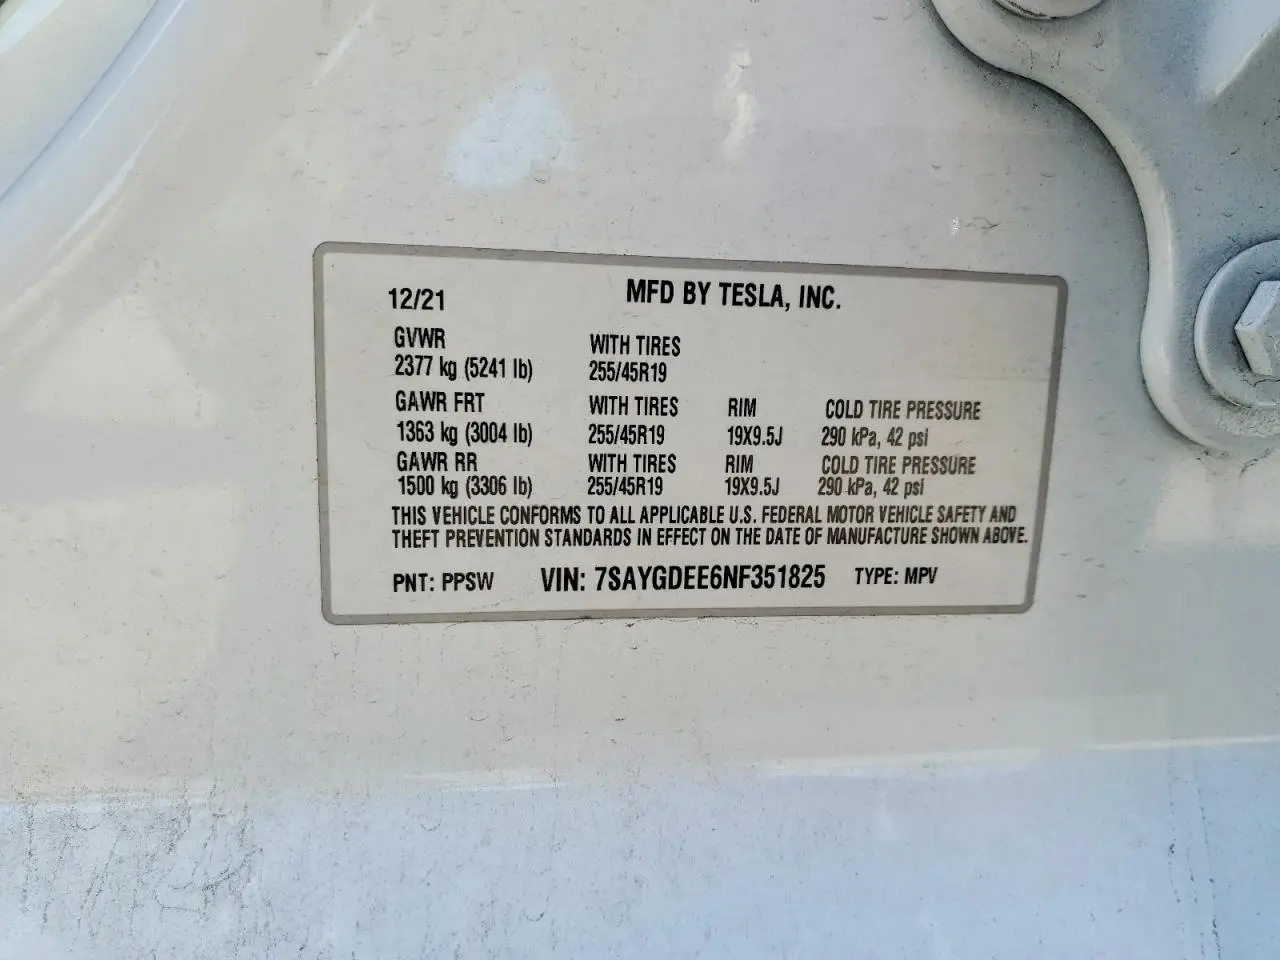 12/21 MFD BY TESLA, INC.
GVWR WITH TIRES
2377 kg (5241 lb) 255/45R19
GAWR FRT WITH TIRES RIM COLD TIRE PRESSURE
1363 kg (3004 lb) 255/45R19 19X9.5J 290 kPa, 42 psi
GAWR RR WITH TIRES RIM COLD TIRE PRESSURE
1500 kg (3306 lb) 255/45R19 19X9.5J 290 kPa, 42 psi
THIS VEHICLE CONFORMS TO ALL APPLICABLE U.S. FEDERAL MOTOR VEHICLE SAFETY AND
THEFT PREVENTION STANDARDS IN EFFECT ON THE DATE OF MANUFACTURE SHOWN ABOVE.
PNT: PPSW VIN: 7SAYGDEE6NF351825 TYPE: MPV